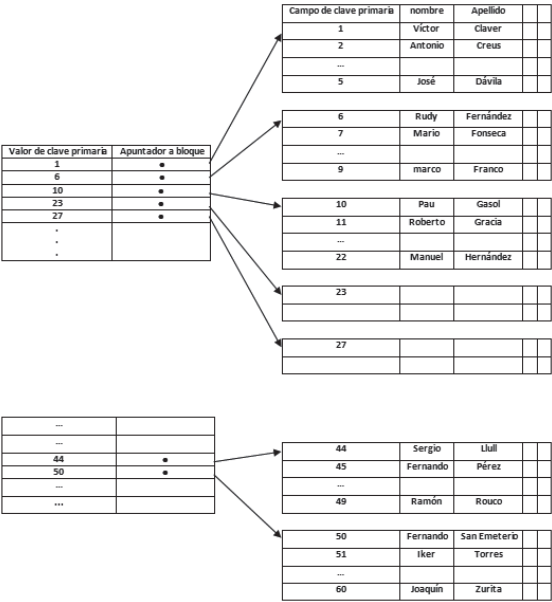 Campo de clave primaria nombre Apellido
1 Víctor Claver
2 Antonio Creus
...
5 José Dávila
6 Rudy Fernández
7 Mario Fonseca
...
9 marco Franco
Valor de clave primaria Apuntador a bloque
1 •
6 •
10 •
23 •
27 •
.
.
.
10 Pau Gasol
11 Roberto Gracia
...
22 Manuel Hernández
23
27
...
...
44 •
50 •
...
...
44 Sergio Llull
45 Fernando Pérez
...
49 Ramón Rouco
50 Fernando San Emeterio
51 Iker Torres
...
60 Joaquín Zurita